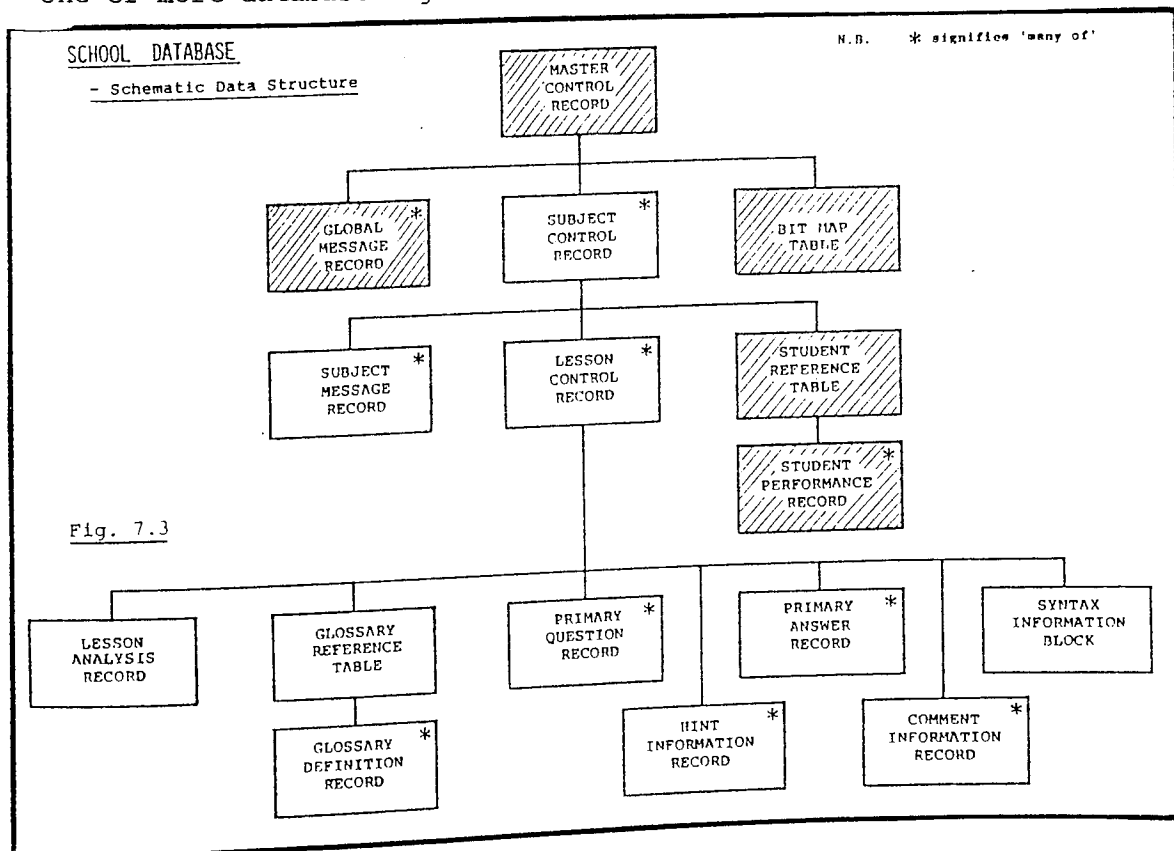 SCHOOL DATABASE
- Schematic Data Structure
N.B. * significe 'many of'
MASTER
CONTROL
RECORD
GLOBAL *
MESSAGE
RECORD
SUBJECT *
CONTROL
RECORD
BIT MAP
TABLE
SUBJECT *
MESSAGE
RECORD
LESSON *
CONTROL
RECORD
STUDENT
REFERENCE
TABLE
STUDENT *
PERFORMANCE
RECORD
Fig. 7.3
LESSON
ANALYSIS
RECORD
GLOSSARY
REFERENCE
TABLE
PRIMARY *
QUESTION
RECORD
PRIMARY *
ANSWER
RECORD
SYNTAX
INFORMATION
BLOCK
GLOSSARY *
DEFINITION
RECORD
HINT *
INFORMATION
RECORD
COMMENT *
INFORMATION
RECORD